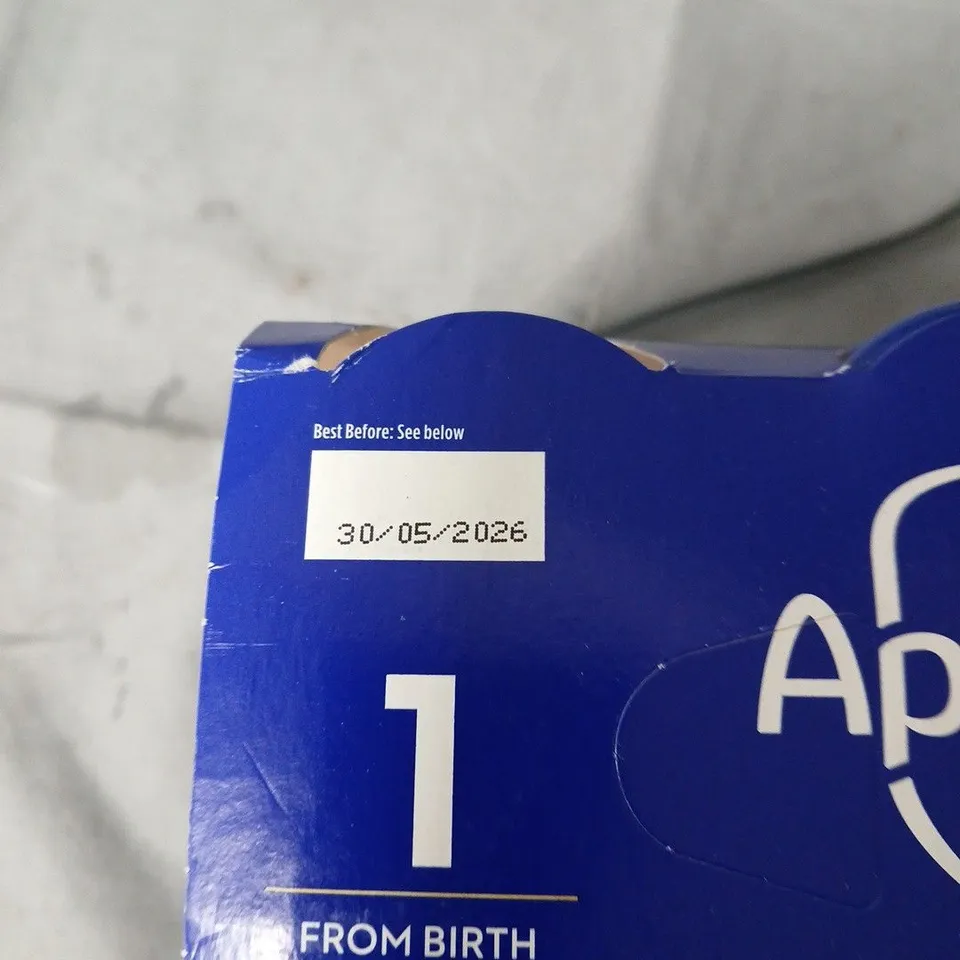 Best Before: See below
30/05/2026
Ap
1
FROM BIRTH